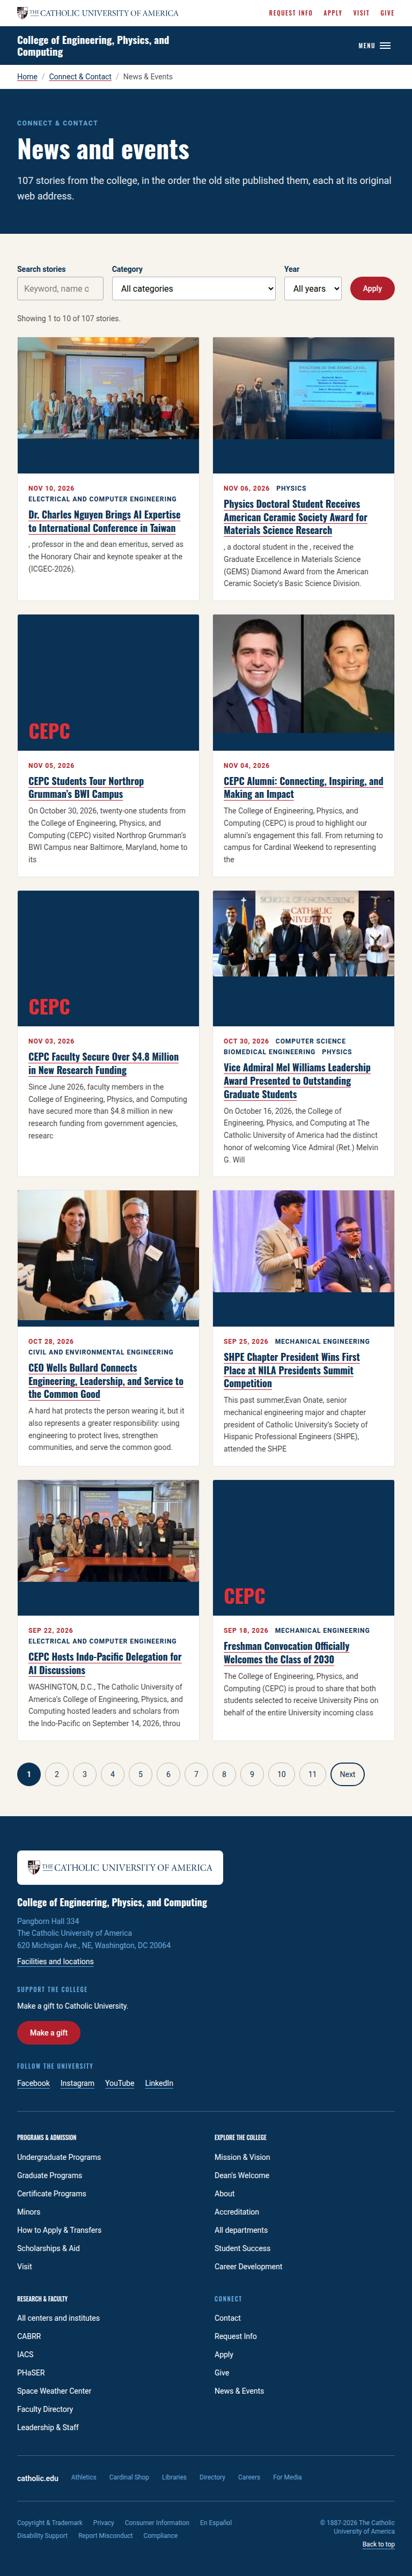 THE CATHOLIC UNIVERSITY OF AMERICA
REQUEST INFO APPLY VISIT GIVE
College of Engineering, Physics, and
Computing
MENU
Home / Connect & Contact / News & Events
CONNECT & CONTACT
News and events
107 stories from the college, in the order the old site published them, each at its original
web address.
Search stories
Category
Year
Keyword, name c
All categories
All years
Apply
Showing 1 to 10 of 107 stories.
NOV 10, 2026
ELECTRICAL AND COMPUTER ENGINEERING
Dr. Charles Nguyen Brings AI Expertise
to International Conference in Taiwan
, professor in the and dean emeritus, served as
the Honorary Chair and keynote speaker at the
(ICGEC-2026).
NOV 06, 2026 PHYSICS
Physics Doctoral Student Receives
American Ceramic Society Award for
Materials Science Research
, a doctoral student in the , received the
Graduate Excellence in Materials Science
(GEMS) Diamond Award from the American
Ceramic Society's Basic Science Division.
CEPC
NOV 05, 2026
CEPC Students Tour Northrop
Grumman's BWI Campus
On October 30, 2026, twenty-one students from
the College of Engineering, Physics, and
Computing (CEPC) visited Northrop Grumman's
BWI Campus near Baltimore, Maryland, home to
its
NOV 04, 2026
CEPC Alumni: Connecting, Inspiring, and
Making an Impact
The College of Engineering, Physics, and
Computing (CEPC) is proud to highlight our
alumni's engagement this fall. From returning to
campus for Cardinal Weekend to representing
the
CEPC
NOV 03, 2026
CEPC Faculty Secure Over $4.8 Million
in New Research Funding
Since June 2026, faculty members in the
College of Engineering, Physics, and Computing
have secured more than $4.8 million in new
research funding from government agencies,
researc
OCT 30, 2026 COMPUTER SCIENCE
BIOMEDICAL ENGINEERING PHYSICS
Vice Admiral Mel Williams Leadership
Award Presented to Outstanding
Graduate Students
On October 16, 2026, the College of
Engineering, Physics, and Computing at The
Catholic University of America had the distinct
honor of welcoming Vice Admiral (Ret.) Melvin
G. Will
OCT 28, 2026
CIVIL AND ENVIRONMENTAL ENGINEERING
CEO Wells Bullard Connects
Engineering, Leadership, and Service to
the Common Good
A hard hat protects the person wearing it, but it
also represents a greater responsibility: using
engineering to protect lives, strengthen
communities, and serve the common good.
SEP 25, 2026 MECHANICAL ENGINEERING
SHPE Chapter President Wins First
Place at NILA Presidents Summit
Competition
This past summer,Evan Onate, senior
mechanical engineering major and chapter
president of Catholic University's Society of
Hispanic Professional Engineers (SHPE),
attended the SHPE
SEP 22, 2026
ELECTRICAL AND COMPUTER ENGINEERING
CEPC Hosts Indo-Pacific Delegation for
AI Discussions
WASHINGTON, D.C., The Catholic University of
America's College of Engineering, Physics, and
Computing hosted leaders and scholars from
the Indo-Pacific on September 14, 2026, throu
CEPC
SEP 18, 2026 MECHANICAL ENGINEERING
Freshman Convocation Officially
Welcomes the Class of 2030
The College of Engineering, Physics, and
Computing (CEPC) is proud to share that both
students selected to receive University Pins on
behalf of the entire University incoming class
1 2 3 4 5 6 7 8 9 10 11 Next
THE CATHOLIC UNIVERSITY OF AMERICA
College of Engineering, Physics, and Computing
Pangborn Hall 334
The Catholic University of America
620 Michigan Ave., NE, Washington, DC 20064
Facilities and locations
SUPPORT THE COLLEGE
Make a gift to Catholic University.
Make a gift
FOLLOW THE UNIVERSITY
Facebook Instagram YouTube LinkedIn
PROGRAMS & ADMISSION
Undergraduate Programs
Graduate Programs
Certificate Programs
Minors
How to Apply & Transfers
Scholarships & Aid
Visit
EXPLORE THE COLLEGE
Mission & Vision
Dean's Welcome
About
Accreditation
All departments
Student Success
Career Development
RESEARCH & FACULTY
All centers and institutes
CABRR
IACS
PHaSER
Space Weather Center
Faculty Directory
Leadership & Staff
CONNECT
Contact
Request Info
Apply
Give
News & Events
catholic.edu Athletics Cardinal Shop Libraries Directory Careers For Media
Copyright & Trademark Privacy Consumer Information En Español
Disability Support Report Misconduct Compliance
© 1887-2026 The Catholic
University of America
Back to top